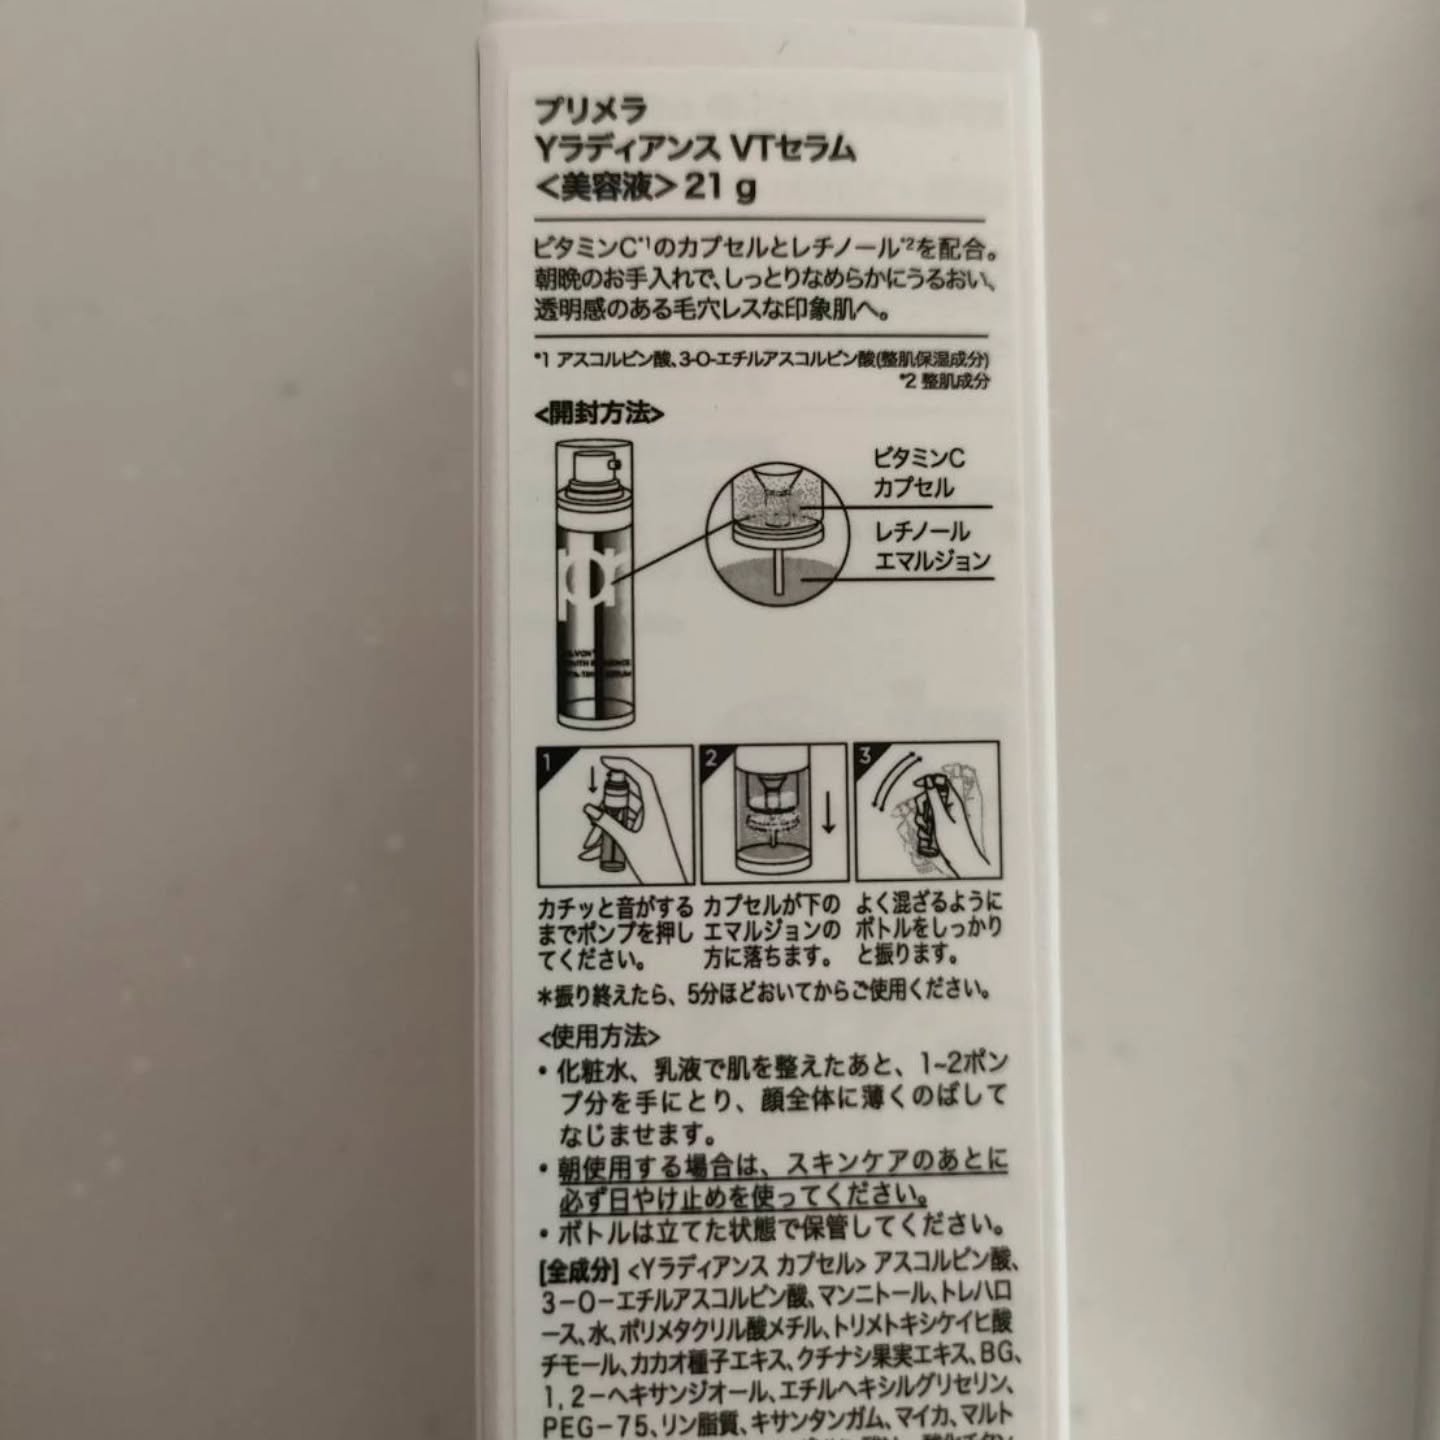 プリメラ
Yラディアンス VTセラム
<美容液> 21 g
ビタミンC*1のカプセルとレチノール*2を配合。
朝晩のお手入れで、しっとりなめらかにうるおい、
透明感のある毛穴レスな印象肌へ。
*1 アスコルビン酸、3-O-エチルアスコルビン酸(整肌保湿成分)
*2 整肌成分
<開封方法>
ビタミンC
カプセル
レチノール
エマルジョン
1
カチッと音がする
までポンプを押し
てください。
2
カプセルが下の
エマルジョンの
方に落ちます。
3
よく混ざるように
ボトルをしっかり
と振ります。
*振り終えたら、5分ほどおいてからご使用ください。
<使用方法>
・化粧水、乳液で肌を整えたあと、1~2ポン
プ分を手にとり、顔全体に薄くのばして
なじませます。
・朝使用する場合は、スキンケアのあとに
必ず日やけ止めを使ってください。
・ボトルは立てた状態で保管してください。
[全成分] <Yラディアンス カプセル> アスコルビン酸、
3-O-エチルアスコルビン酸、マンニトール、トレハロ
ース、水、ポリメタクリル酸メチル、トリメトキシケイヒ酸
チモール、カカオ種子エキス、クチナシ果実エキス、BG、
1,2-ヘキサンジオール、エチルヘキシルグリセリン、
PEG-75、リン脂質、キサンタンガム、マイカ、マルト